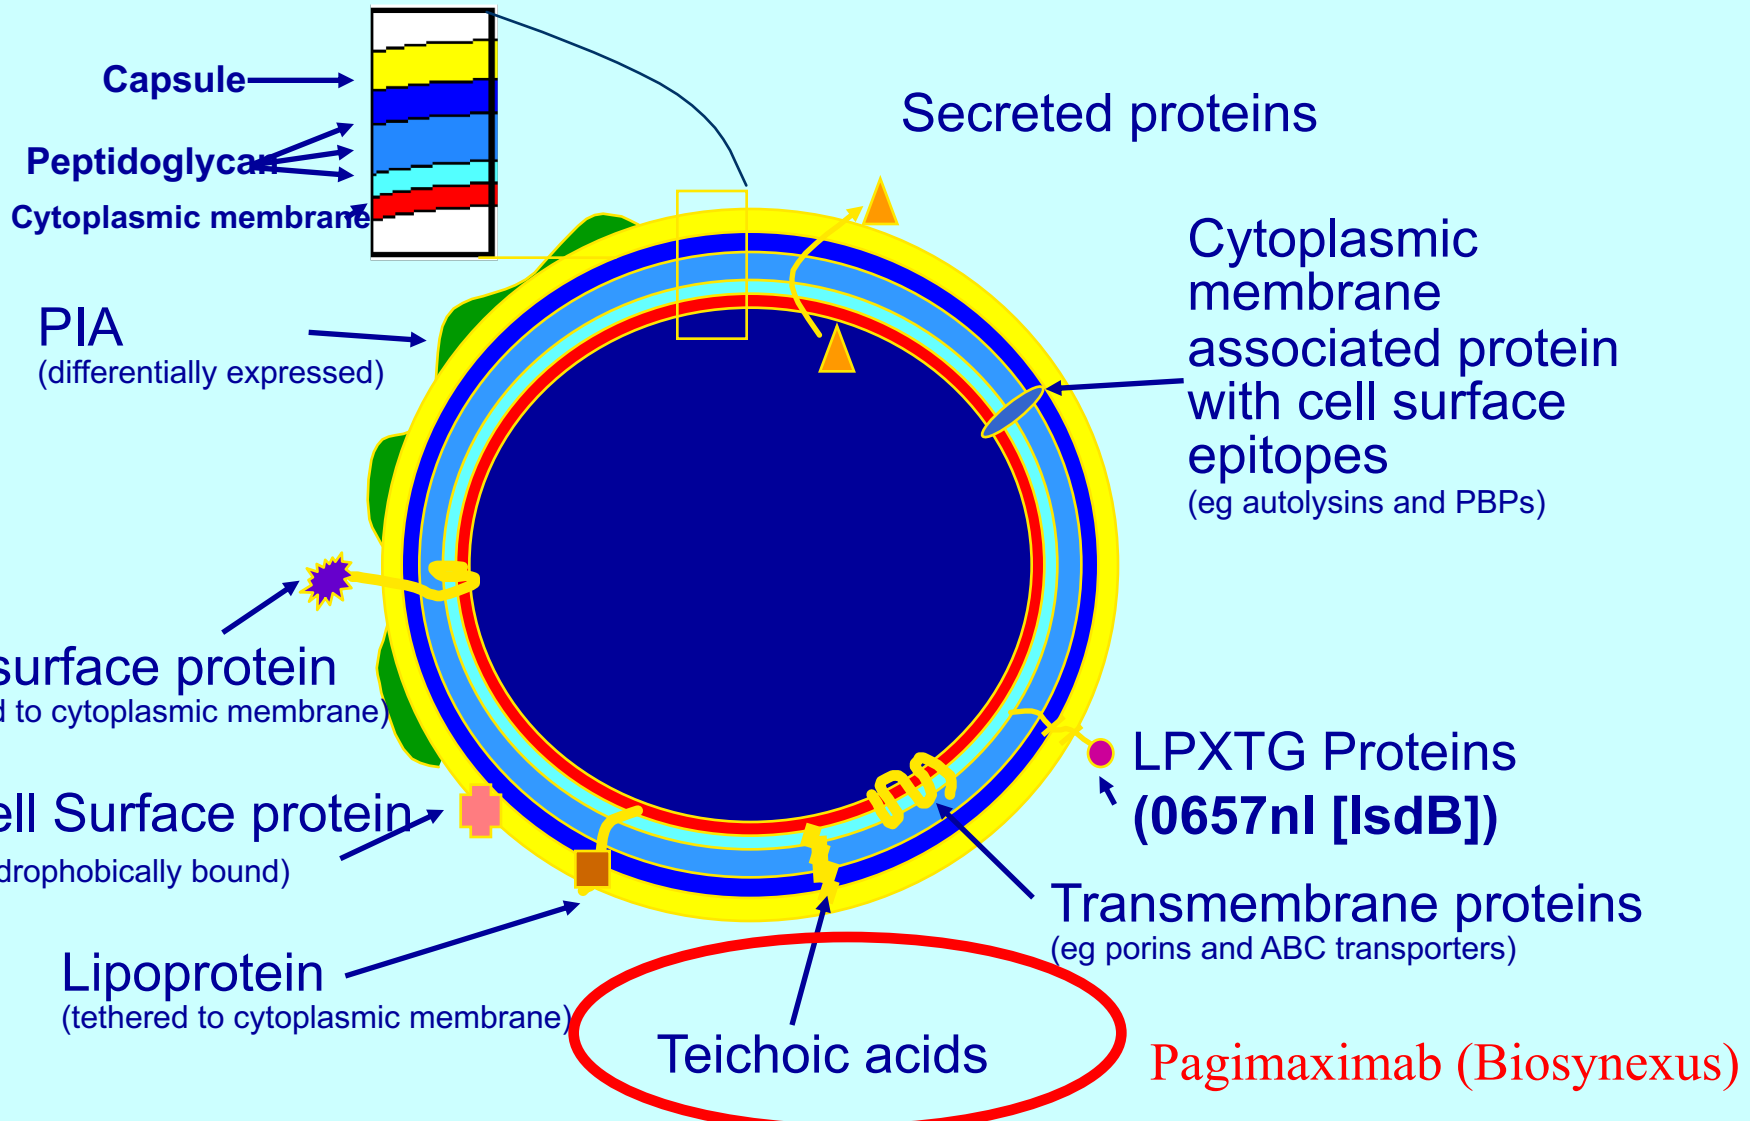 Capsule
Peptidoglycan
Cytoplasmic membrane
Secreted proteins
PIA
(differentially expressed)
Cytoplasmic
membrane
associated protein
with cell surface
epitopes
(eg autolysins and PBPs)
surface protein
to cytoplasmic membrane)
LPXTG Proteins
(0657nl [IsdB])
ell Surface protein
drophobically bound)
Transmembrane proteins
(eg porins and ABC transporters)
Lipoprotein
(tethered to cytoplasmic membrane)
Teichoic acids
Pagimaximab (Biosynexus)